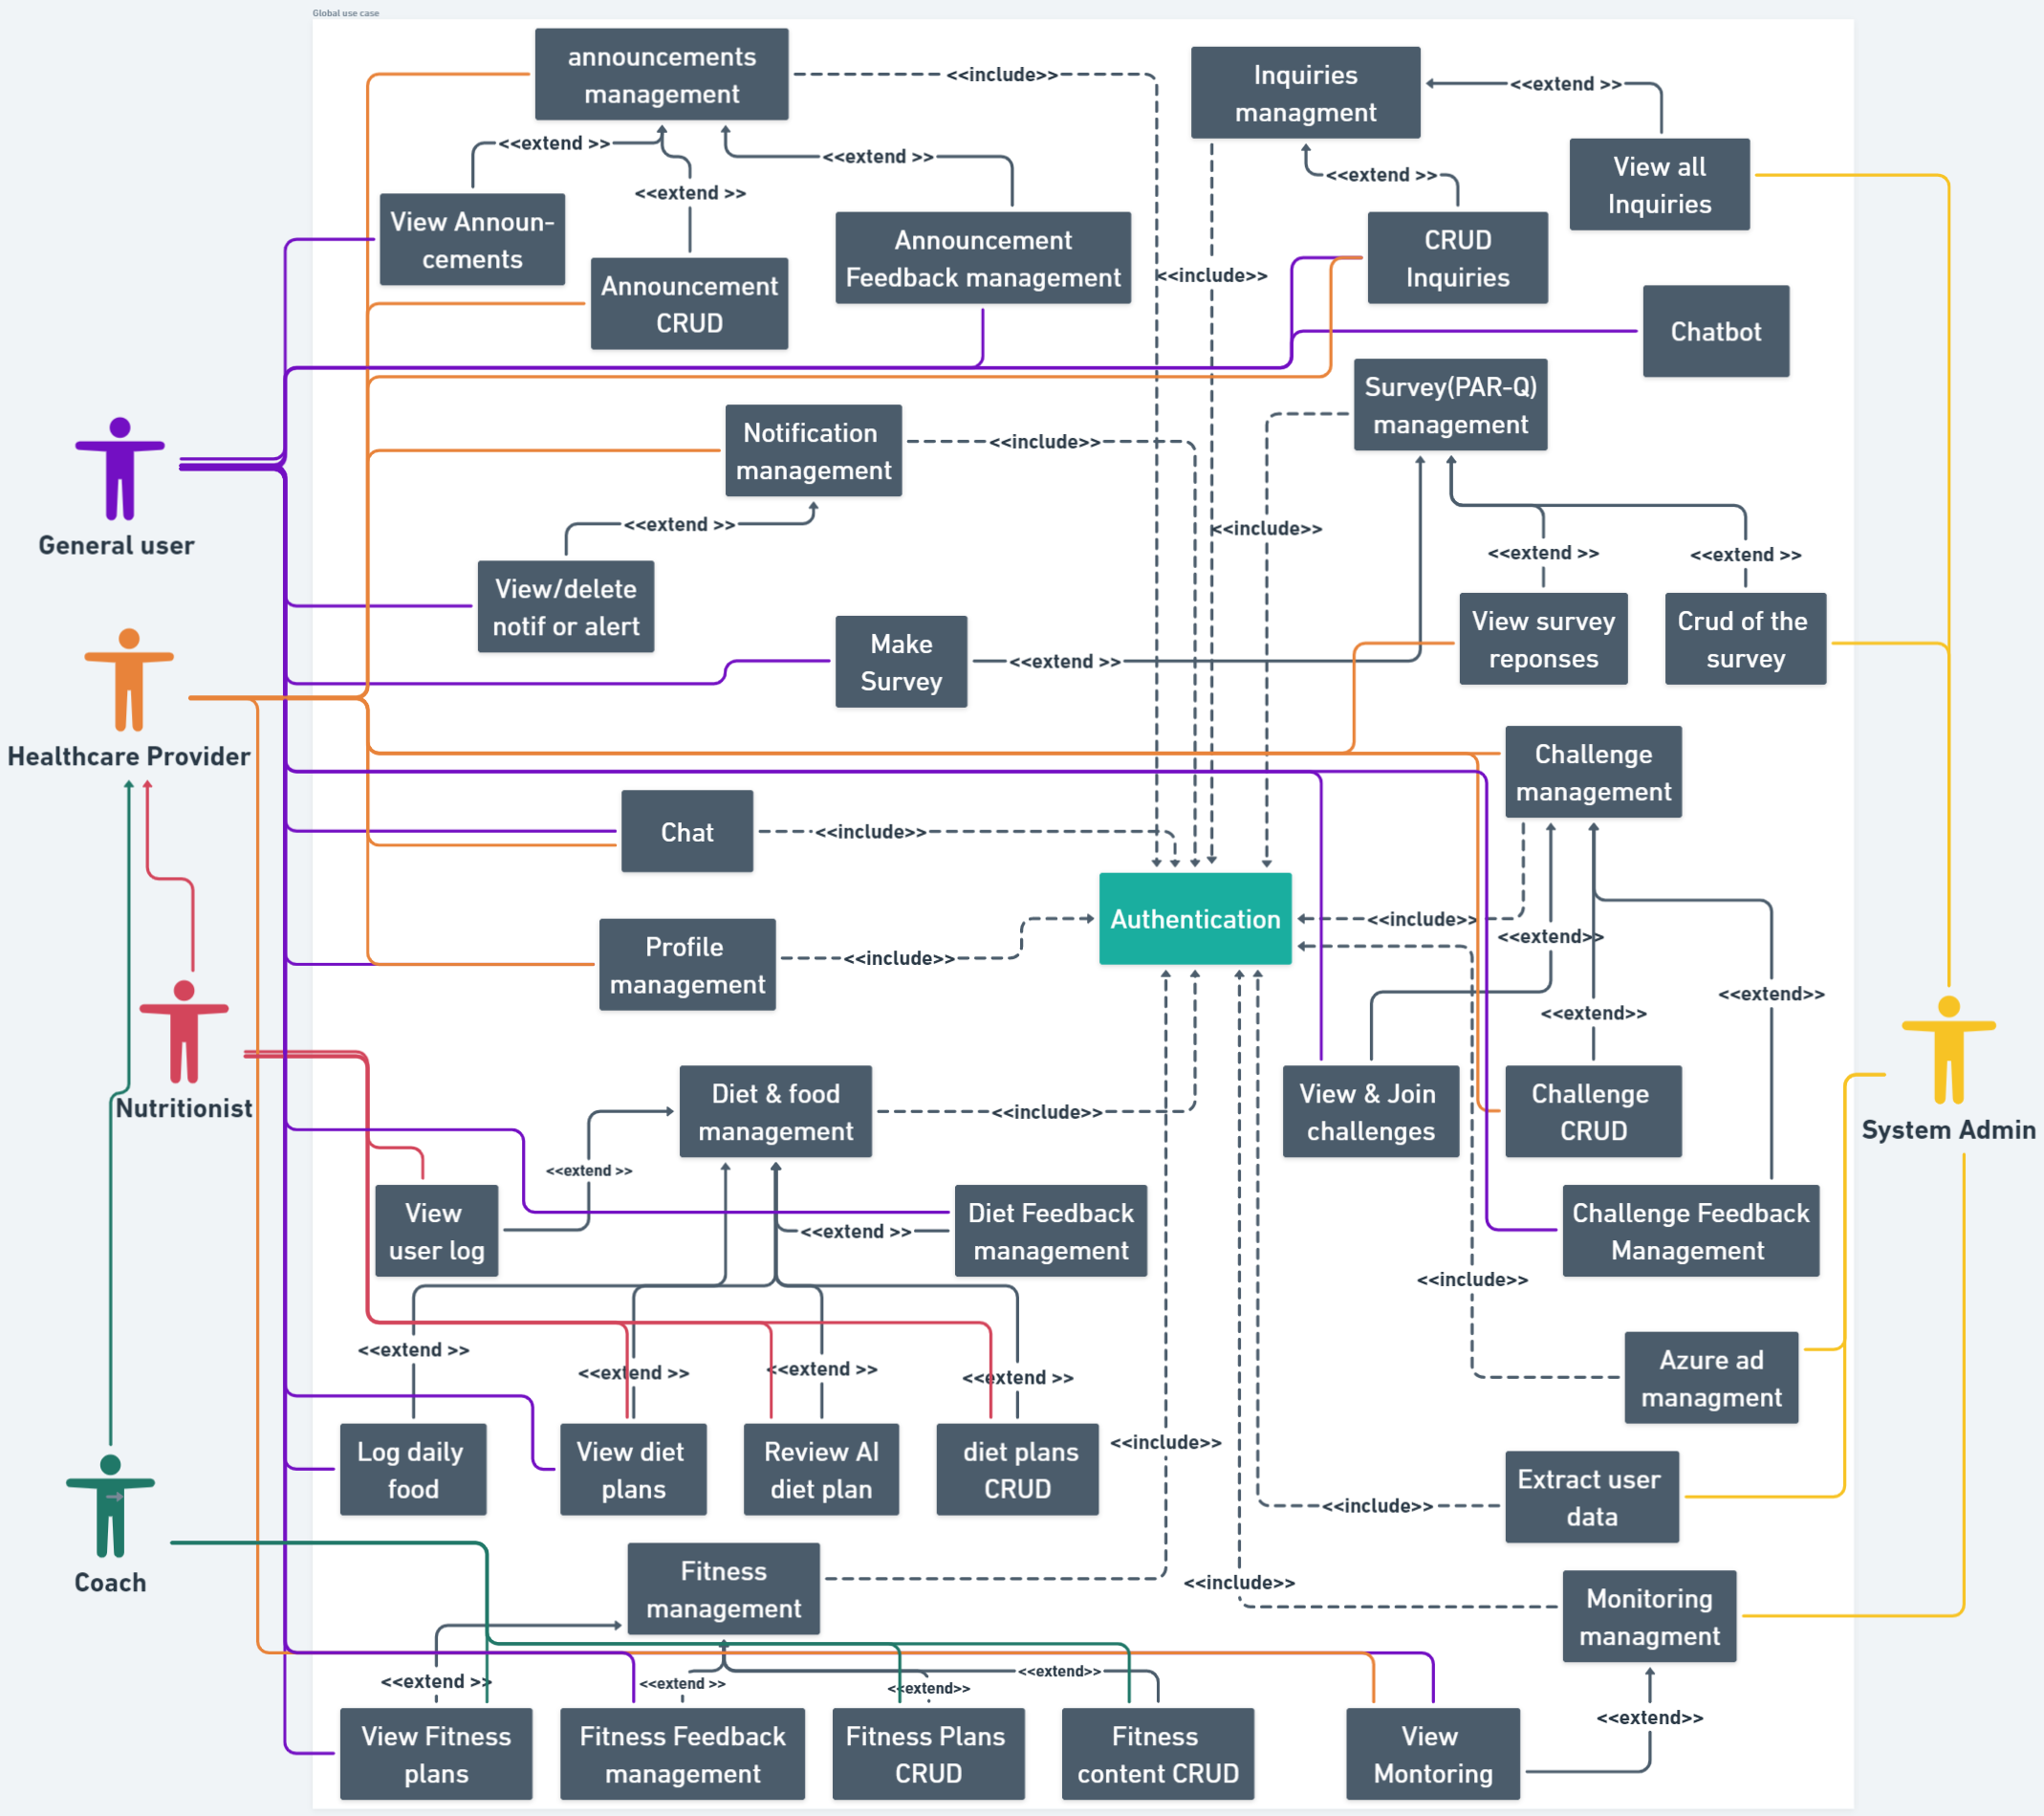 Global use case
announcements
management
<<include>>
Inquiries
managment
<<extend >>
<<extend >>
<<extend >>
<<extend >>
<<extend >>
View all
Inquiries
View Announ-
cements
Announcement
Feedback management
CRUD
Inquiries
<<include>>
Announcement
CRUD
Chatbot
Survey(PAR-Q)
management
Notification
management
<<include>>
<<extend >>
<<include>>
General user
<<extend >>
<<extend >>
View/delete
notif or alert
Make
Survey
<<extend >>
View survey
reponses
Crud of the
survey
Healthcare Provider
Challenge
management
Chat
<<include>>
Authentication
<<include>>
<<extend>>
Profile
management
<<include>>
<<extend>>
<<extend>>
Nutritionist
Diet & food
management
<<include>>
View & Join
challenges
Challenge
CRUD
System Admin
<<extend >>
View
user log
<<extend >>
Diet Feedback
management
Challenge Feedback
Management
<<include>>
<<extend >>
<<extend >>
<<extend >>
<<extend >>
Azure ad
managment
Log daily
food
View diet
plans
Review AI
diet plan
diet plans
CRUD
<<include>>
Extract user
data
<<include>>
Coach
Fitness
management
<<include>>
Monitoring
managment
<<extend >>
<<extend >>
<<extend>>
<<extend>>
<<extend>>
View Fitness
plans
Fitness Feedback
management
Fitness Plans
CRUD
Fitness
content CRUD
View
Montoring